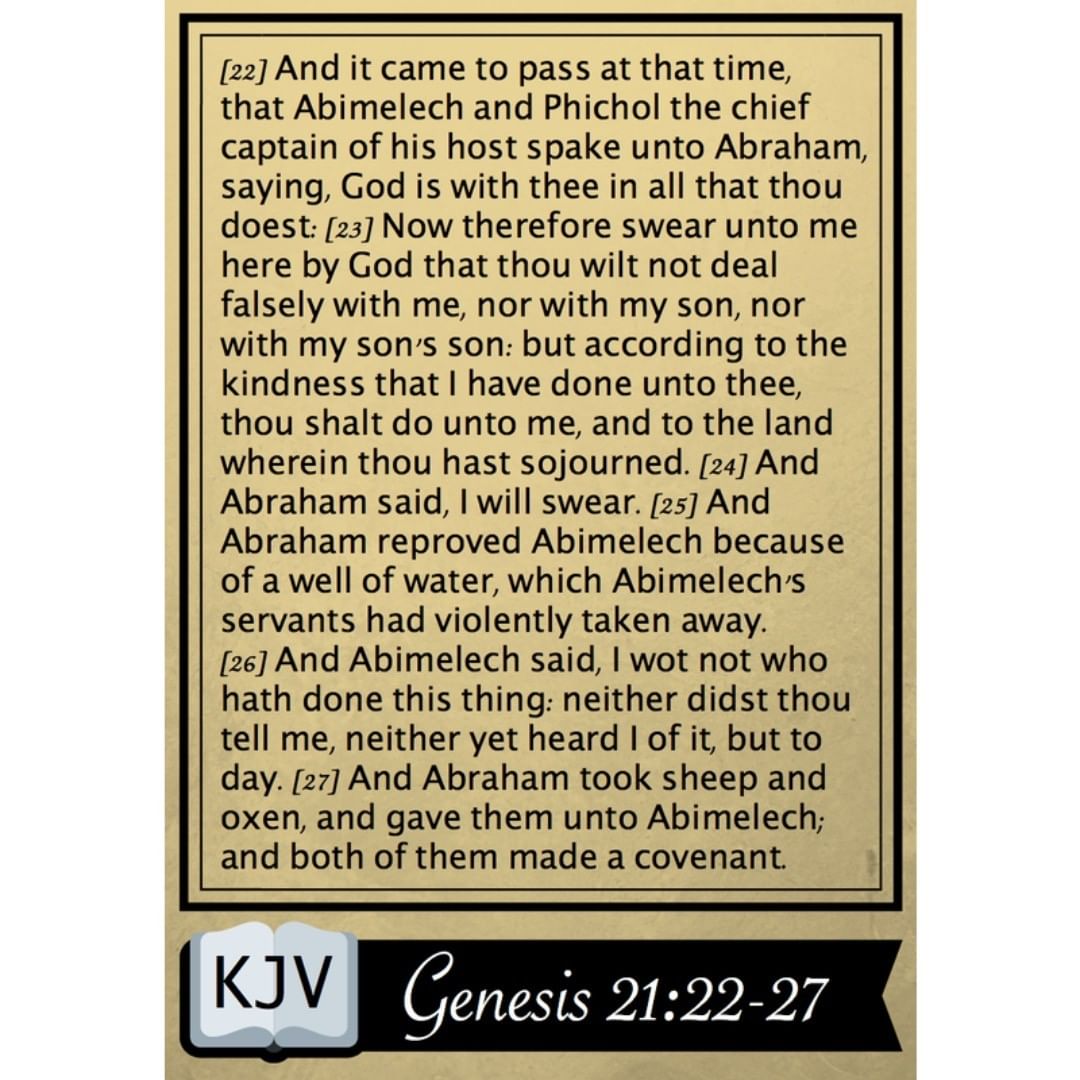 [22] And it came to pass at that time,
that Abimelech and Phichol the chief
captain of his host spake unto Abraham,
saying, God is with thee in all that thou
doest: [23] Now therefore swear unto me
here by God that thou wilt not deal
falsely with me, nor with my son, nor
with my son's son: but according to the
kindness that I have done unto thee,
thou shalt do unto me, and to the land
wherein thou hast sojourned. [24] And
Abraham said, I will swear. [25] And
Abraham reproved Abimelech because
of a well of water, which Abimelech's
servants had violently taken away.
[26] And Abimelech said, I wot not who
hath done this thing: neither didst thou
tell me, neither yet heard I of it, but to
day. [27] And Abraham took sheep and
oxen, and gave them unto Abimelech;
and both of them made a covenant.
KJV
Genesis 21:22-27